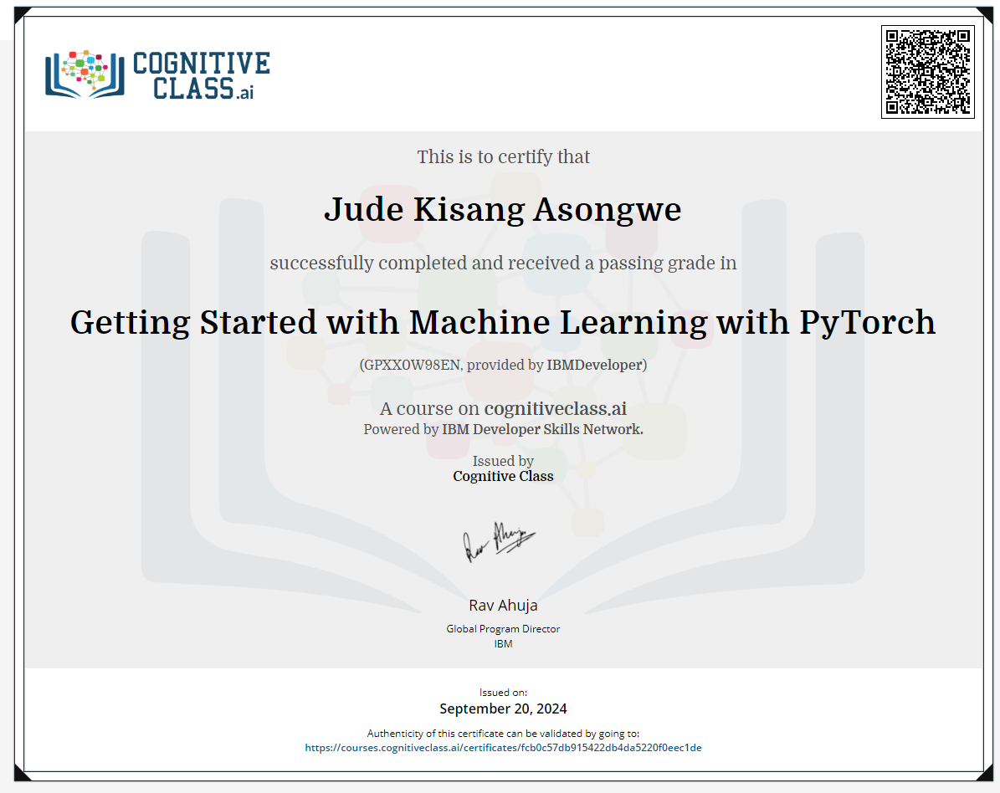 COGNITIVE
CLASS.ai
This is to certify that
Jude Kisang Asongwe
successfully completed and received a passing grade in
Getting Started with Machine Learning with PyTorch
(GPXX0W98EN, provided by IBMDeveloper)
A course on cognitiveclass.ai
Powered by IBM Developer Skills Network.
Issued by
Cognitive Class
Rav Ahuja
Rav Ahuja
Global Program Director
IBM
Issued on:
September 20, 2024
Authenticity of this certificate can be validated by going to:
https://courses.cognitiveclass.ai/certificates/fcb0c57db915422db4da5220f0eec1de